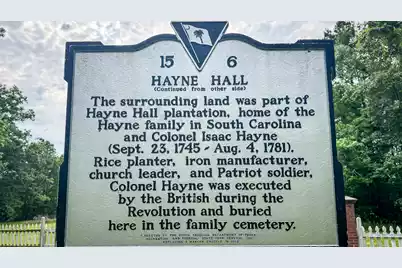 15 6
HAYNE HALL
(Continued from other side)
The surrounding land was part of
Hayne Hall plantation, home of the
Hayne family in South Carolina
and Colonel Isaac Hayne
(Sept. 23, 1745 - Aug. 4, 1781).
Rice planter, iron manufacturer,
church leader, and Patriot soldier,
Colonel Hayne was executed
by the British during the
Revolution and buried
here in the family cemetery.